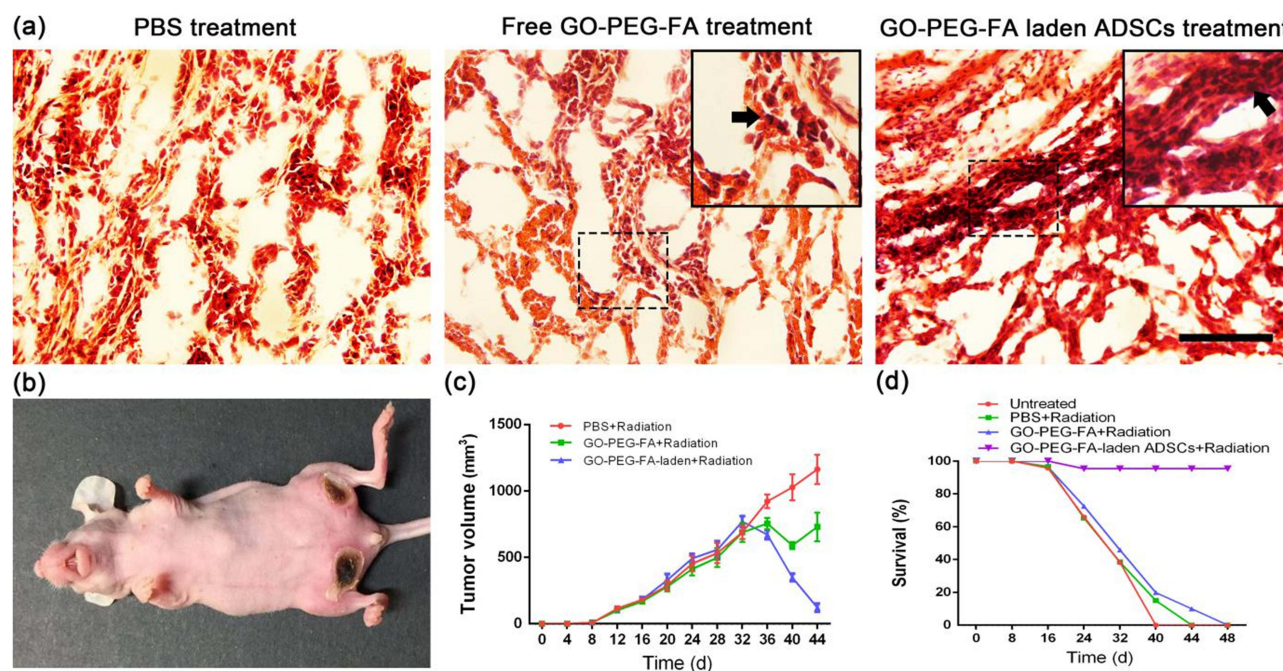 (a)
PBS treatment
Free GO-PEG-FA treatment
GO-PEG-FA laden ADSCs treatment
(b)
(c)
1500
1000
500
0
Tumor volume (mm³)
PBS+Radiation
GO-PEG-FA+Radiation
GO-PEG-FA-laden+Radiation
0 4 8 12 16 20 24 28 32 36 40 44
Time (d)
(d)
Untreated
PBS+Radiation
GO-PEG-FA+Radiation
GO-PEG-FA-laden ADSCs+Radiation
100
80
60
40
20
0
Survival (%)
0 8 16 24 32 40 44 48
Time (d)